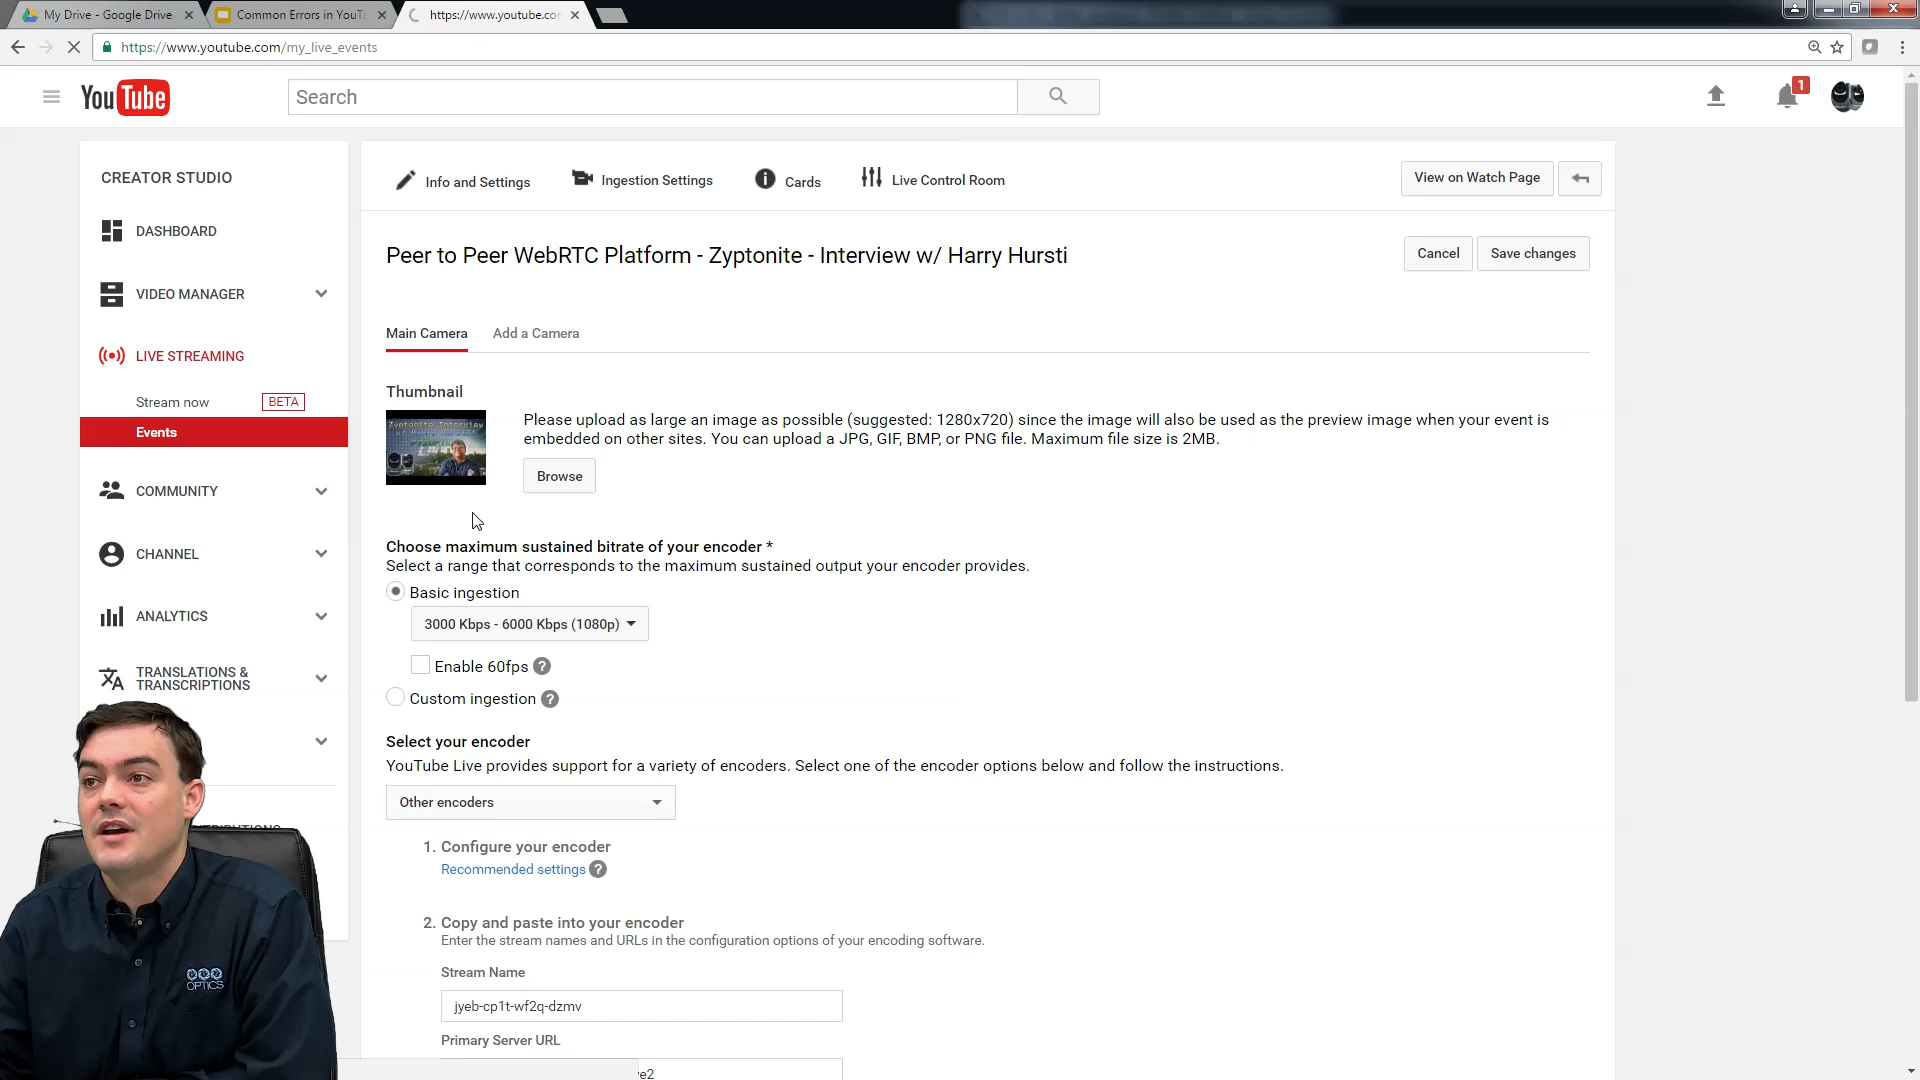 My Drive - Google Drive
Common Errors in YouTu
https://www.youtube.co
https://www.youtube.com/my_live_events
YouTube
Search
1
CREATOR STUDIO
DASHBOARD
VIDEO MANAGER
LIVE STREAMING
Stream now BETA
Events
COMMUNITY
CHANNEL
ANALYTICS
TRANSLATIONS &
TRANSCRIPTIONS
Info and Settings
Ingestion Settings
Cards
Live Control Room
View on Watch Page
Peer to Peer WebRTC Platform - Zyptonite - Interview w/ Harry Hursti
Cancel
Save changes
Main Camera
Add a Camera
Thumbnail
Zyptonite Interview
Please upload as large an image as possible (suggested: 1280x720) since the image will also be used as the preview image when your event is
embedded on other sites. You can upload a JPG, GIF, BMP, or PNG file. Maximum file size is 2MB.
Browse
Choose maximum sustained bitrate of your encoder *
Select a range that corresponds to the maximum sustained output your encoder provides.
Basic ingestion
3000 Kbps - 6000 Kbps (1080p)
Enable 60fps ?
Custom ingestion ?
Select your encoder
YouTube Live provides support for a variety of encoders. Select one of the encoder options below and follow the instructions.
Other encoders
1. Configure your encoder
Recommended settings ?
2. Copy and paste into your encoder
Enter the stream names and URLs in the configuration options of your encoding software.
Stream Name
jyeb-cp1t-wf2q-dzmv
Primary Server URL
ve2
OPTICS